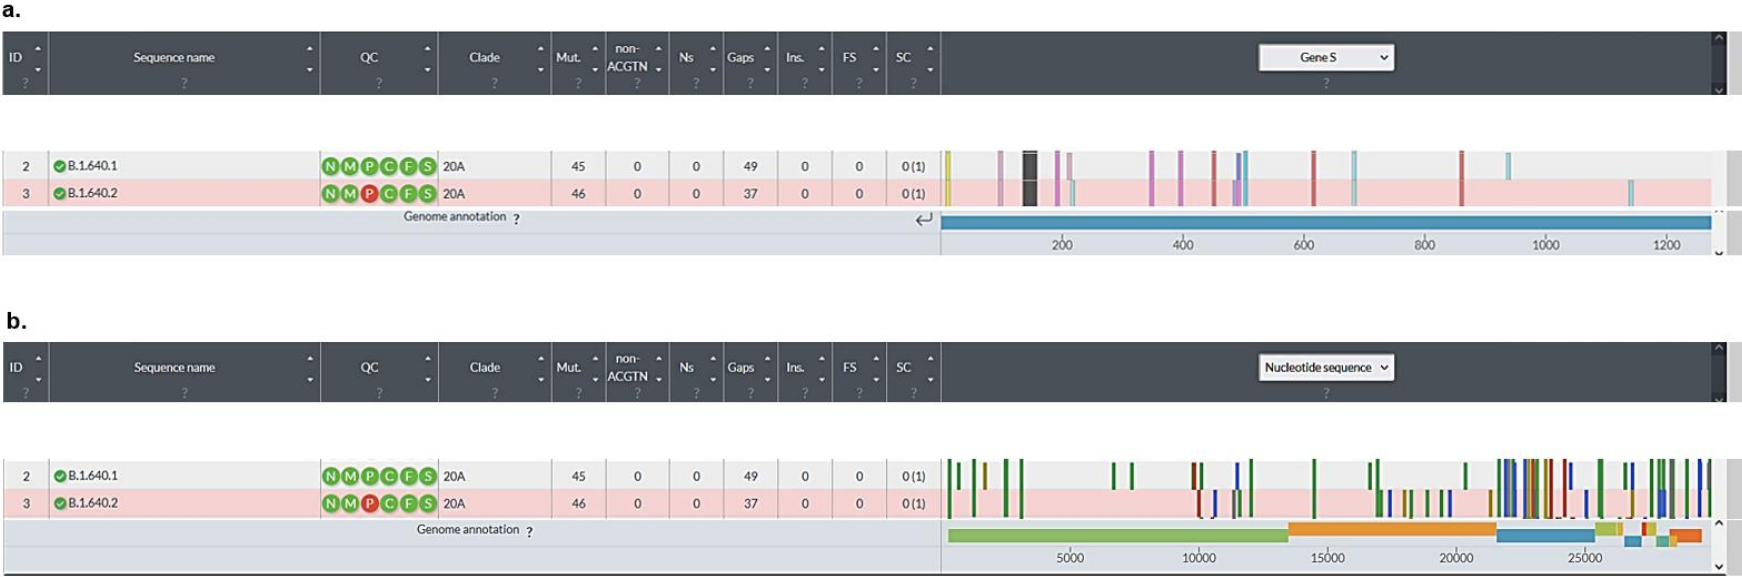 a.
ID Sequence name QC Clade Mut. non-ACGTN Ns Gaps Ins. FS SC Gene S
? ? ? ? ? ? ? ? ? ? ? ?
2 B.1.640.1 N M P C F S 20A 45 0 0 49 0 0 0 (1)
3 B.1.640.2 N M P C F S 20A 46 0 0 37 0 0 0 (1)
Genome annotation ?
200 400 600 800 1000 1200
b.
ID Sequence name QC Clade Mut. non-ACGTN Ns Gaps Ins. FS SC Nucleotide sequence
? ? ? ? ? ? ? ? ? ? ? ?
2 B.1.640.1 N M P C F S 20A 45 0 0 49 0 0 0 (1)
3 B.1.640.2 N M P C F S 20A 46 0 0 37 0 0 0 (1)
Genome annotation ?
5000 10000 15000 20000 25000